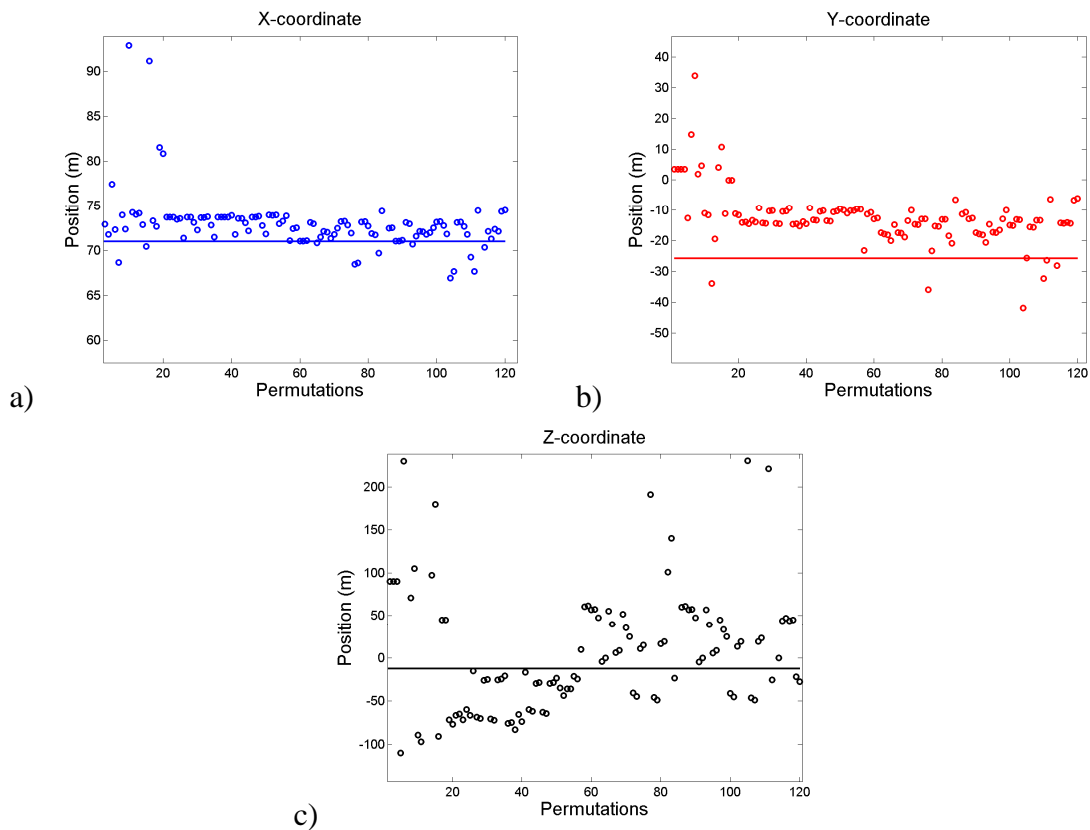 X-coordinate
90
85
80
75
70
65
60
Position (m)
20 40 60 80 100 120
Permutations
a)
Y-coordinate
40
30
20
10
0
-10
-20
-30
-40
-50
Position (m)
20 40 60 80 100 120
Permutations
b)
Z-coordinate
200
150
100
50
0
-50
-100
Position (m)
20 40 60 80 100 120
Permutations
c)